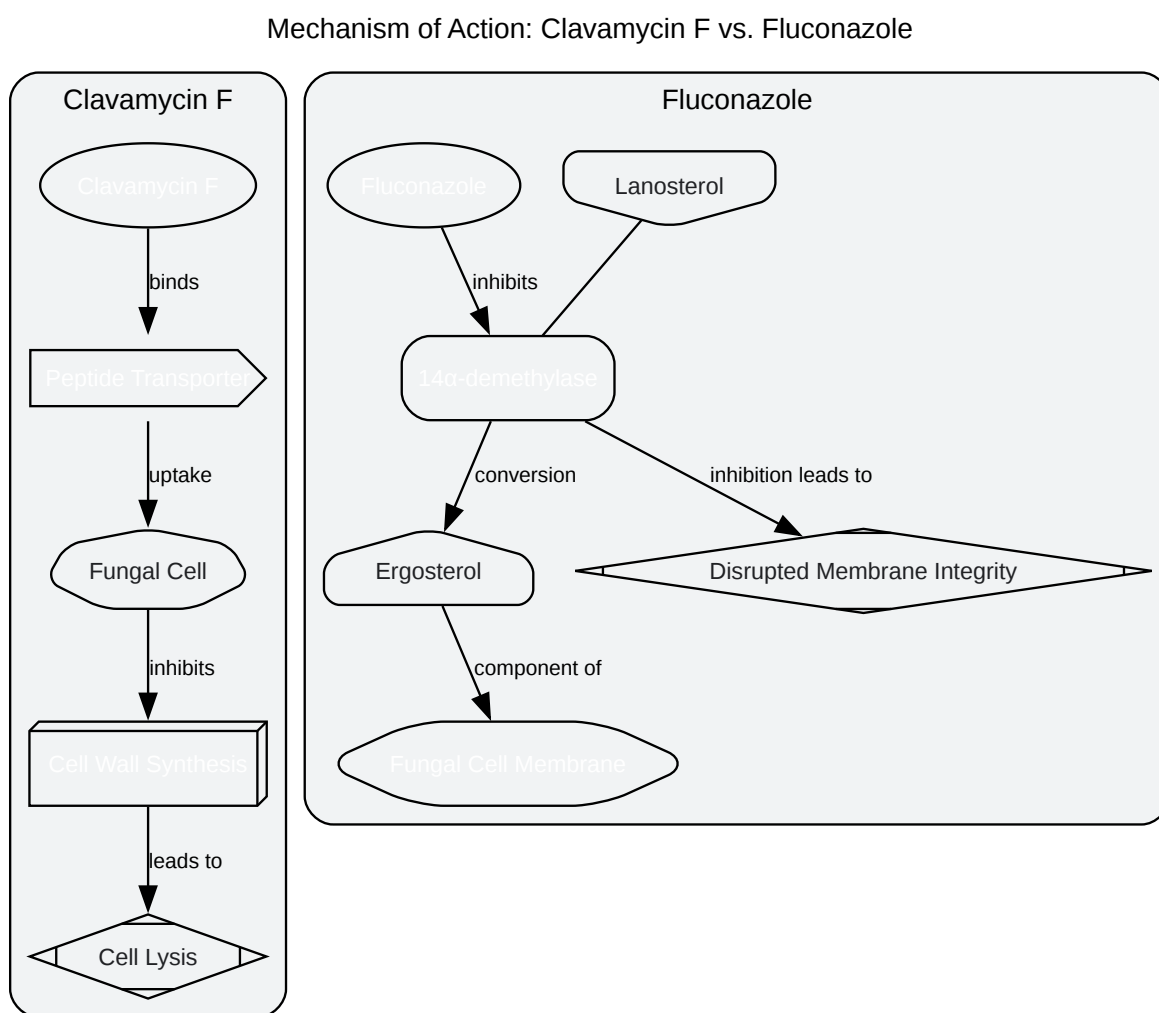 Mechanism of Action: Clavamycin F vs. Fluconazole
Clavamycin F
Clavamycin F
binds
Peptide Transporter
uptake
Fungal Cell
inhibits
Cell Wall Synthesis
leads to
Cell Lysis
Fluconazole
Fluconazole
Lanosterol
inhibits
14α-demethylase
conversion
inhibition leads to
Ergosterol
Disrupted Membrane Integrity
component of
Fungal Cell Membrane